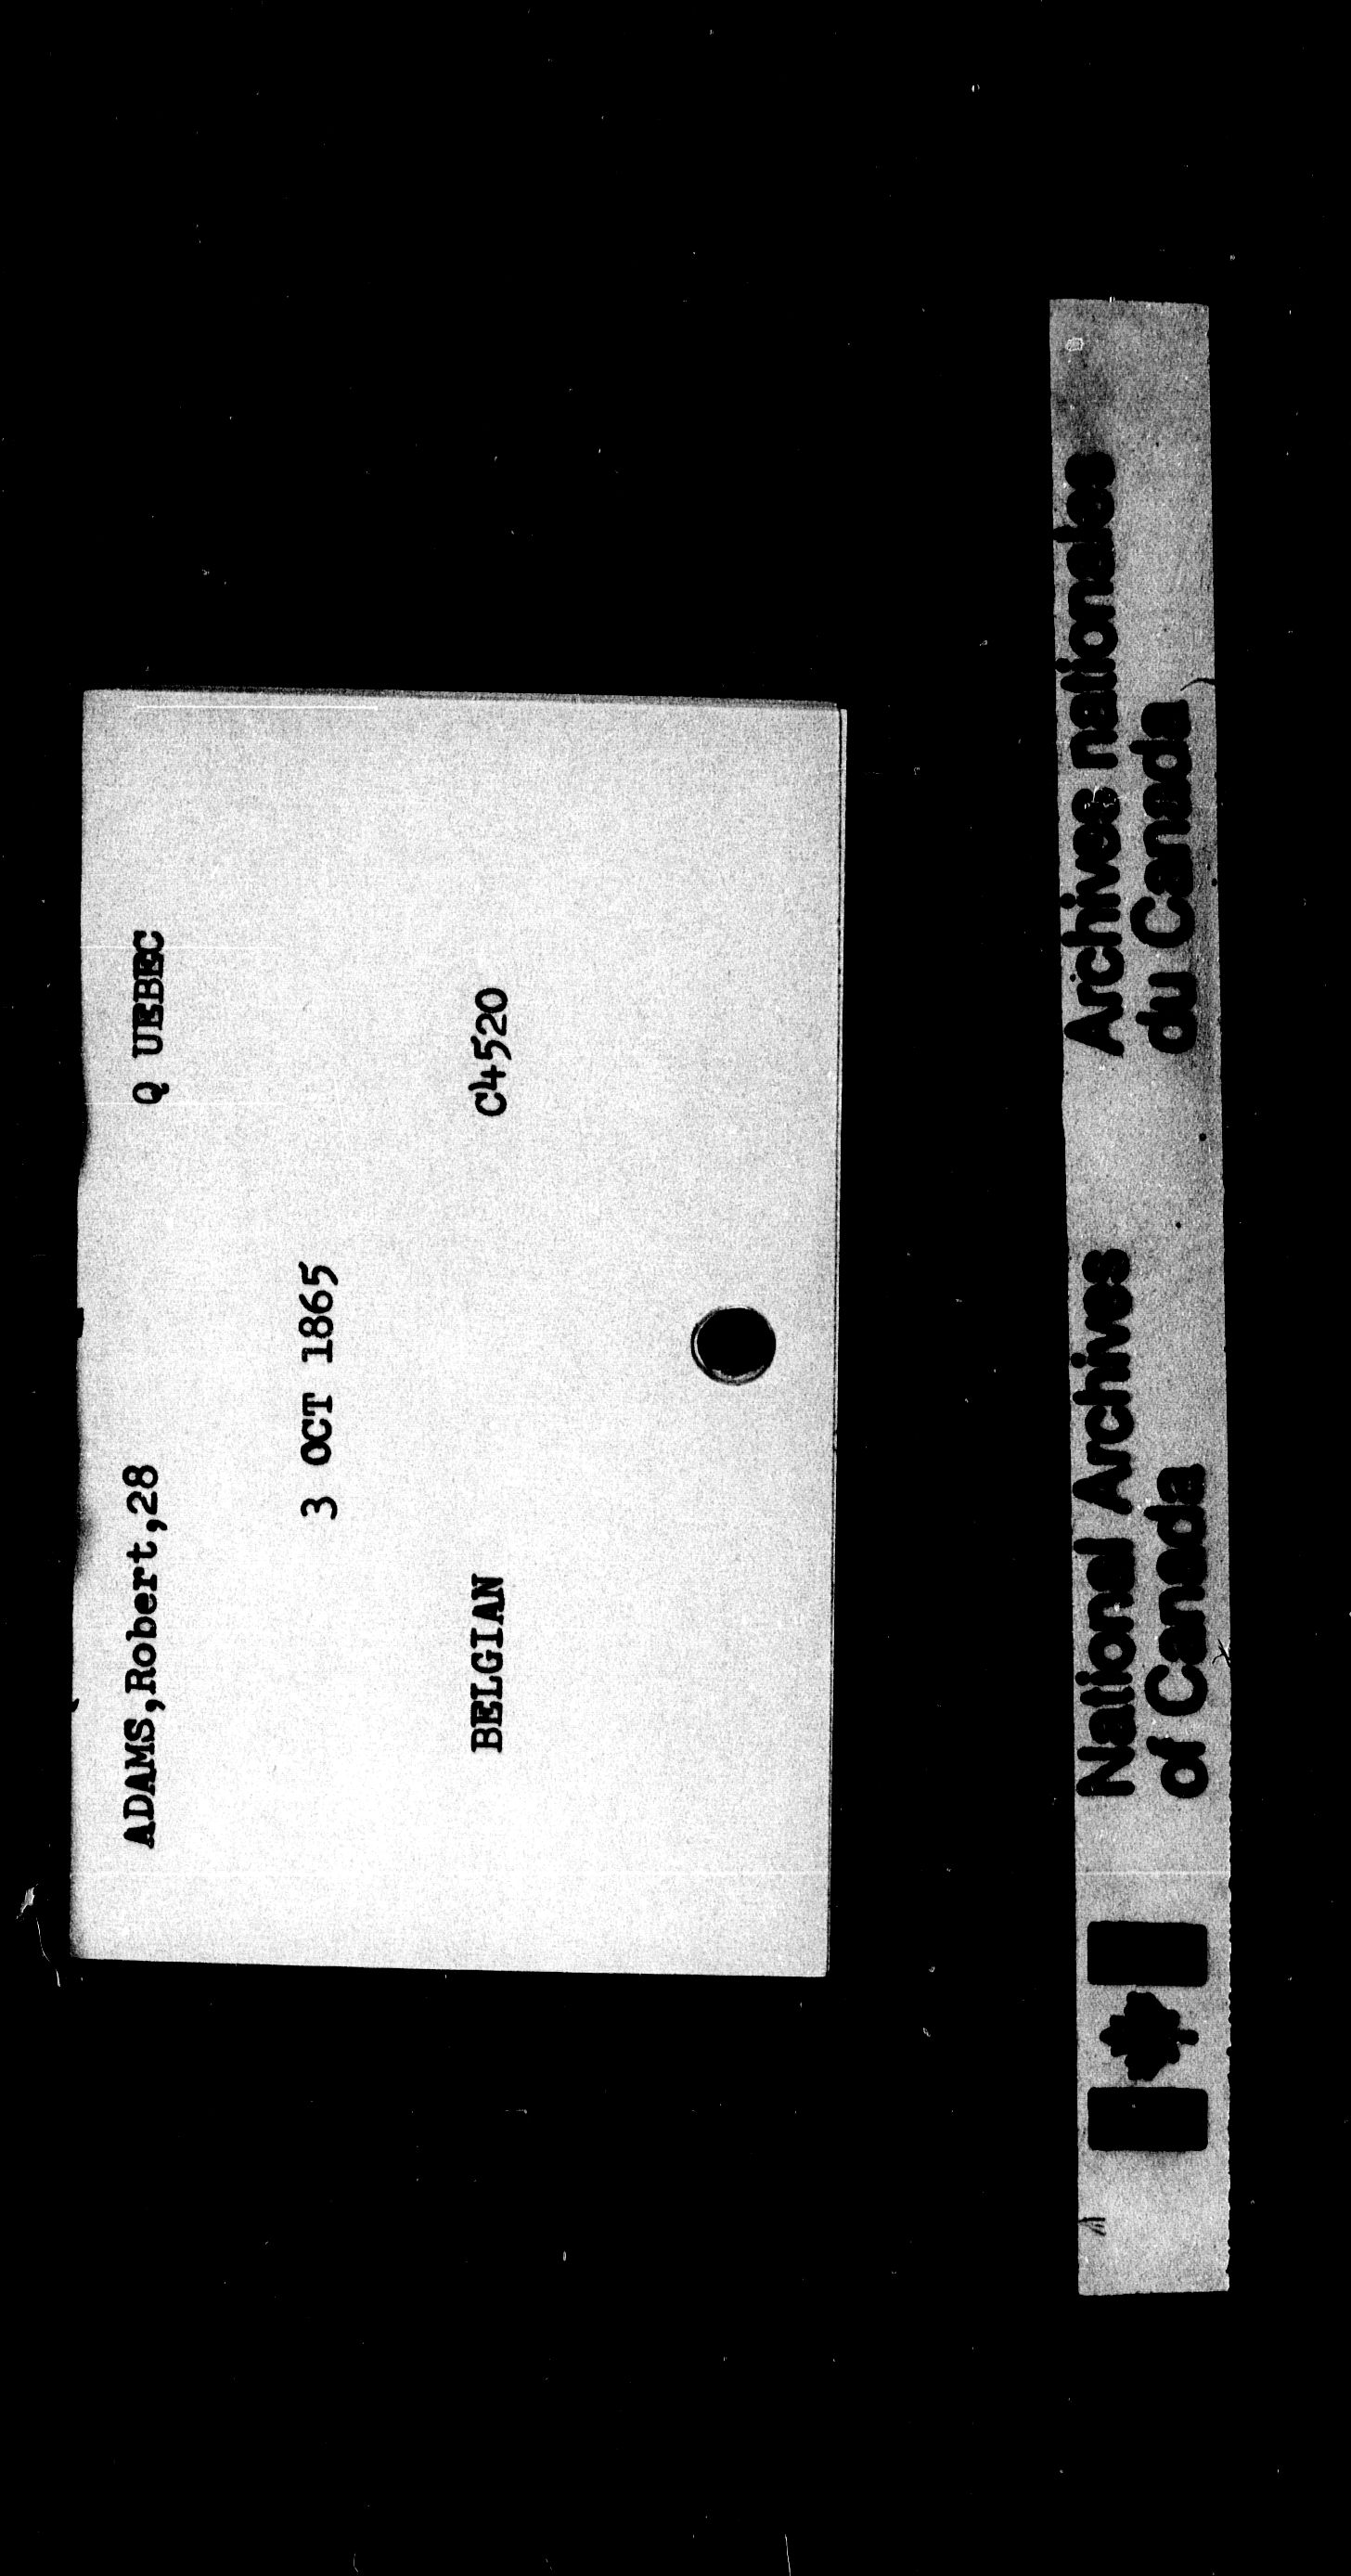 ADAMS,Robert,28 Q UEBEC
3 OCT 1865
BELGIAN C4520
National Archives
of Canada
Archives nationales
du Canada